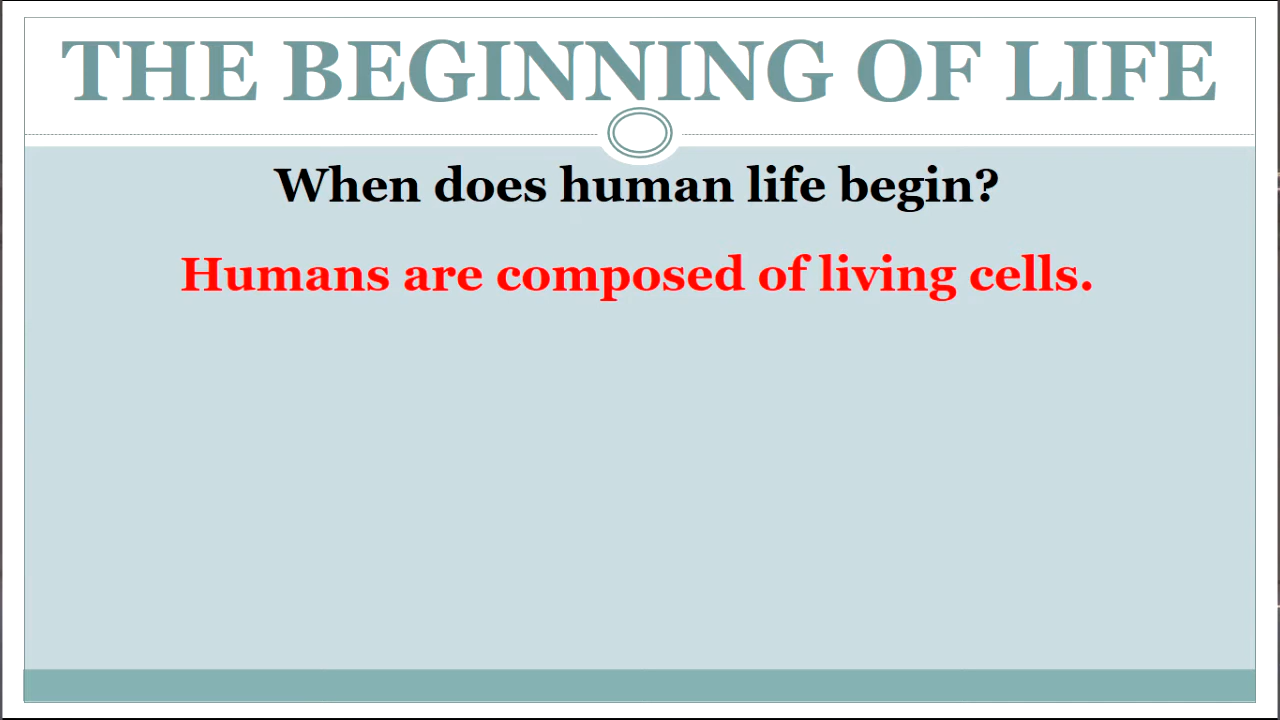 THE BEGINNING OF LIFE
When does human life begin?
Humans are composed of living cells.